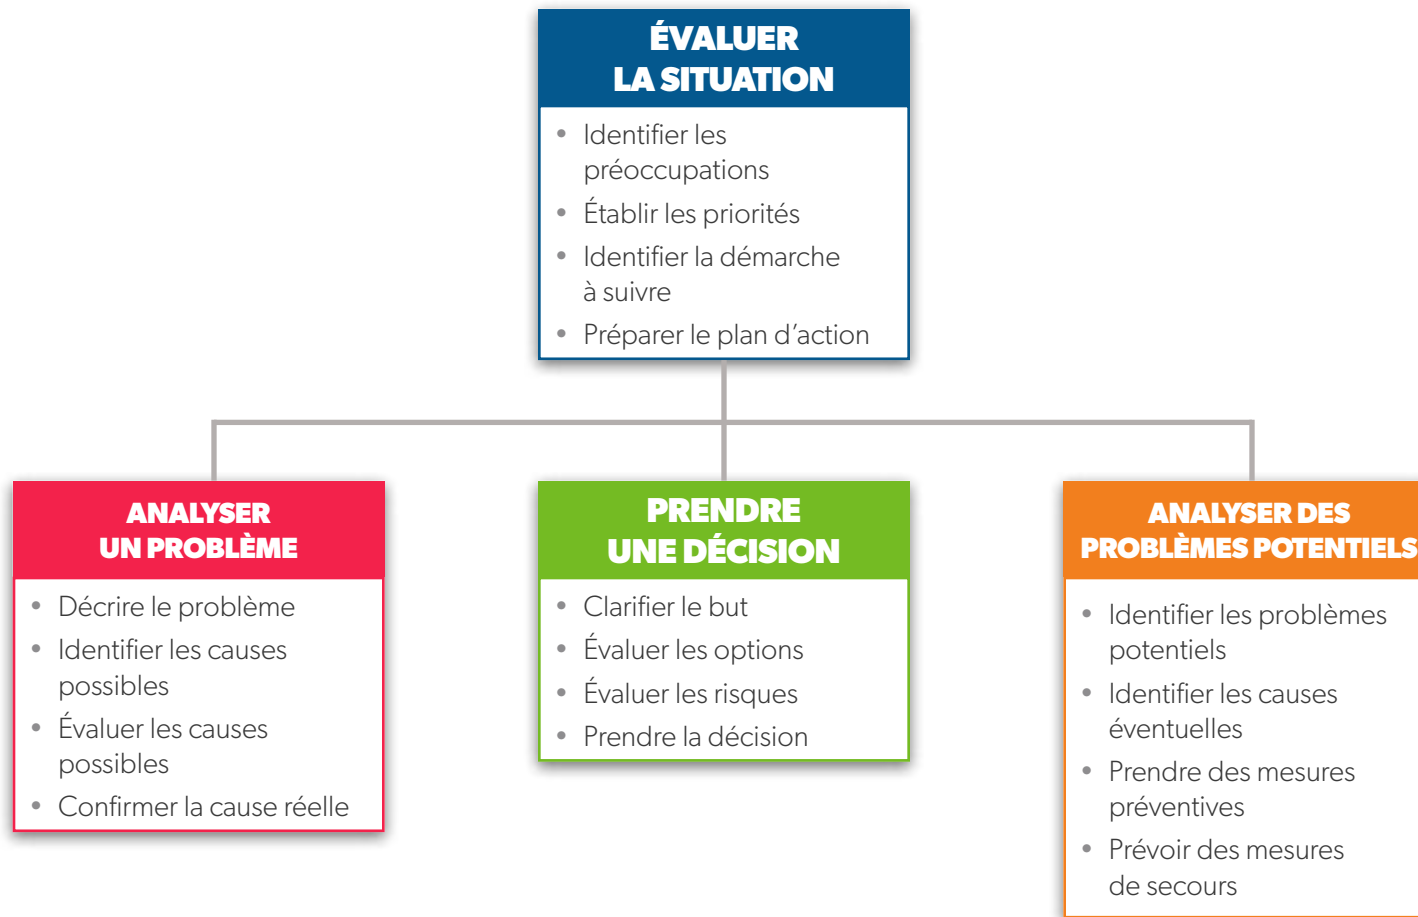 ÉVALUER
LA SITUATION
• Identifier les
préoccupations
• Établir les priorités
• Identifier la démarche
à suivre
• Préparer le plan d’action
ANALYSER
UN PROBLÈME
• Décrire le problème
• Identifier les causes
possibles
• Évaluer les causes
possibles
• Confirmer la cause réelle
PRENDRE
UNE DÉCISION
• Clarifier le but
• Évaluer les options
• Évaluer les risques
• Prendre la décision
ANALYSER DES
PROBLÈMES POTENTIELS
• Identifier les problèmes
potentiels
• Identifier les causes
éventuelles
• Prendre des mesures
préventives
• Prévoir des mesures
de secours